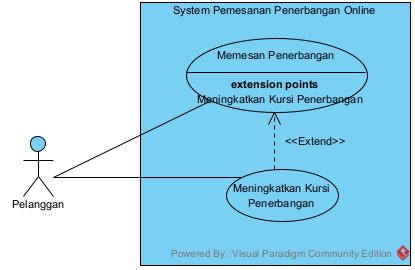 System Pemesanan Penerbangan Online
Memesan Penerbangan
extension points
Meningkatkan Kursi Penerbangan
<<Extend>>
Pelanggan
Meningkatkan Kursi
Penerbangan
Powered By Visual Paradigm Community Edition